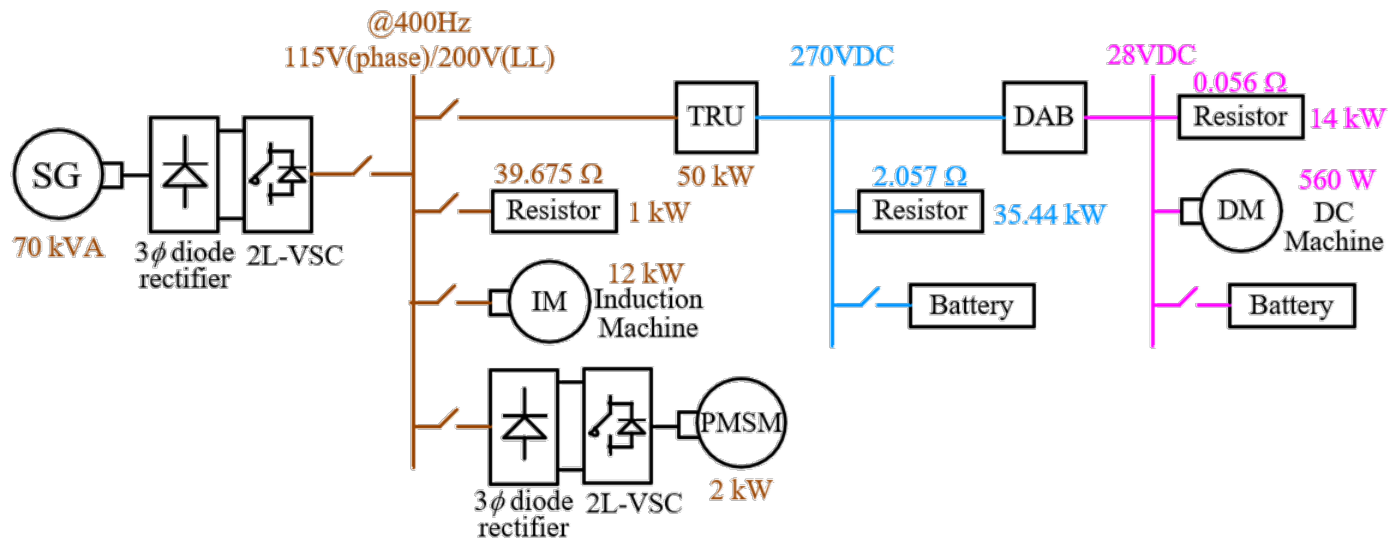 @400Hz
115V(phase)/200V(LL)
270VDC
28VDC
SG
70 kVA
3ϕ diode
rectifier
2L-VSC
TRU
50 kW
DAB
0.056 Ω
Resistor
14 kW
39.675 Ω
Resistor
1 kW
2.057 Ω
Resistor
35.44 kW
DM
560 W
DC
Machine
IM
12 kW
Induction
Machine
Battery
Battery
PMSM
2 kW
3ϕ diode
rectifier
2L-VSC